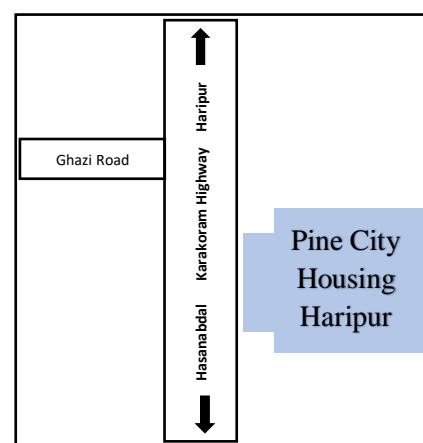 Ghazi Road
Hasanabdal Karakoram Highway Haripur
Pine City
Housing
Haripur